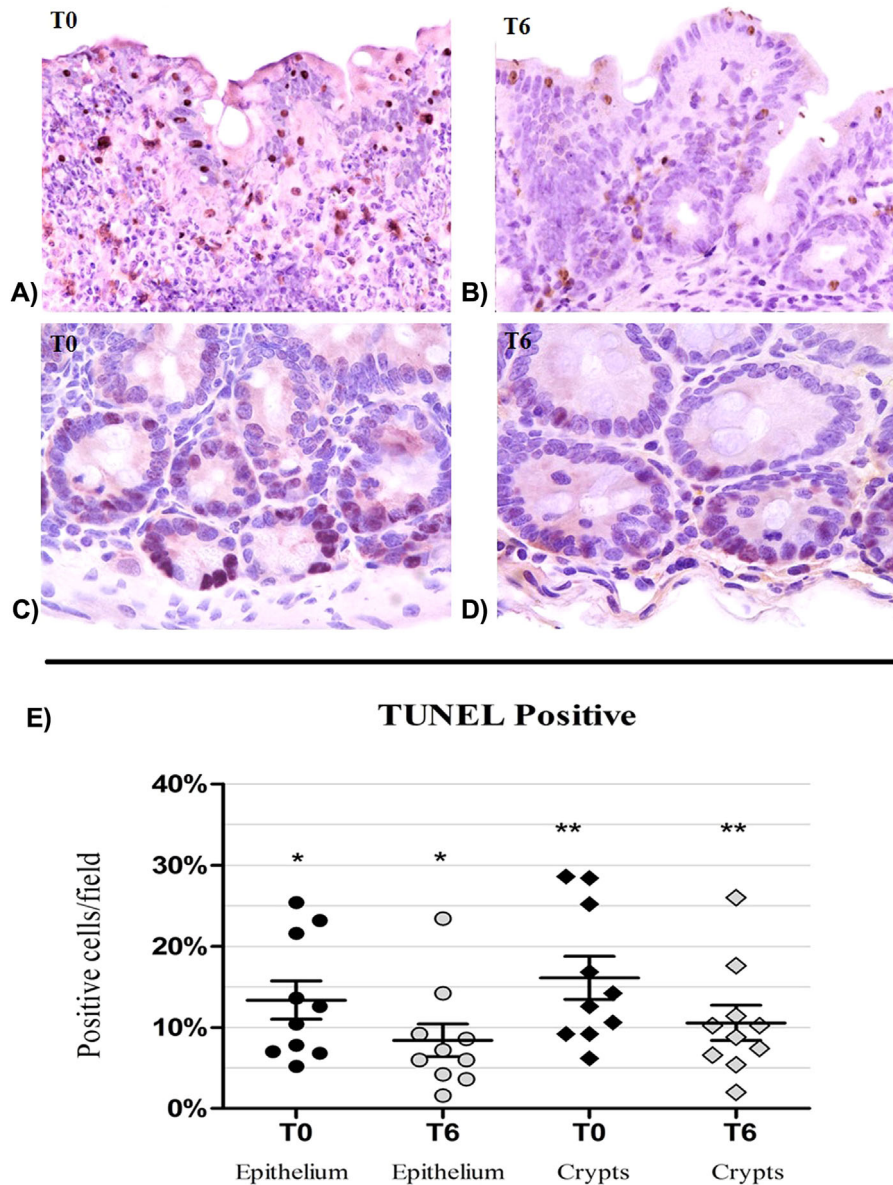 T0
T6
A)
B)
T0
T6
C)
D)
E)
TUNEL Positive
Positive cells/field
40%
30%
20%
10%
0%
*
*
**
**
T0
T6
T0
T6
Epithelium
Epithelium
Crypts
Crypts